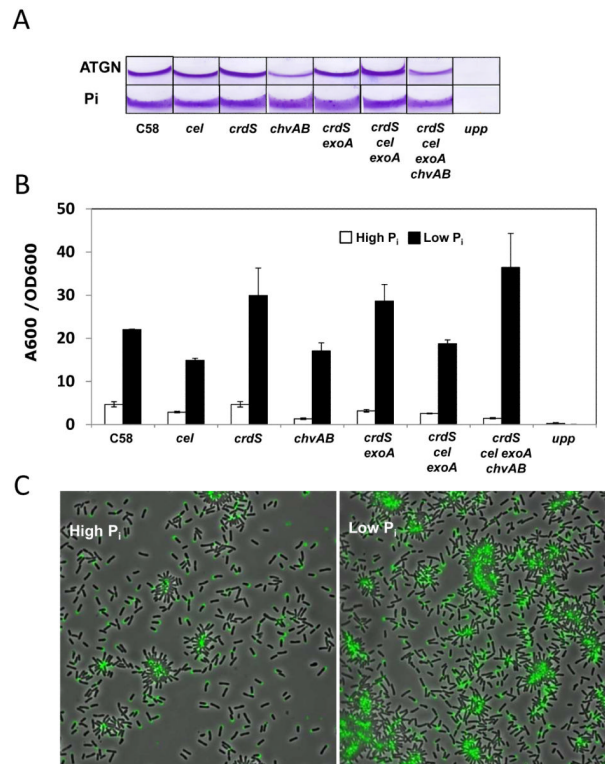 A
ATGN
Pi
C58 cel crdS chvAB crdS exoA crdS cel exoA crdS cel exoA chvAB upp
B
50
40
30
20
10
0
A600 /OD600
High Pi Low Pi
C58 cel crdS chvAB crdS exoA crdS cel exoA crdS cel exoA chvAB upp
C
High Pi Low Pi